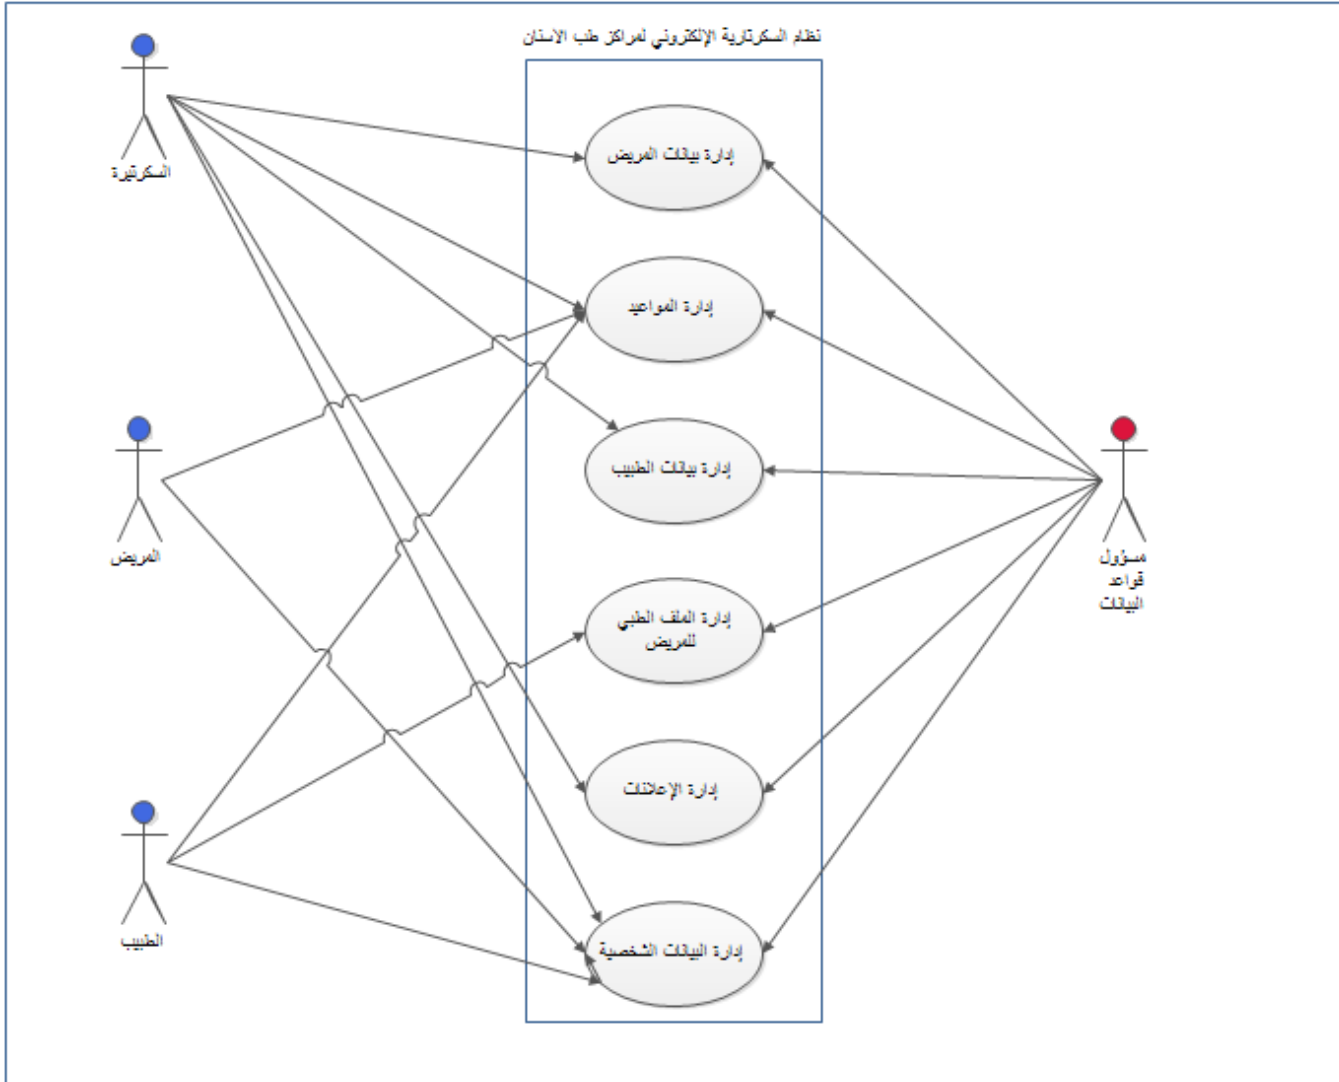 نظام السكرتارية الإلكتروني لمراكز طب الاسنان
السكرتيرة
إدارة بيانات المريض
إدارة المواعيد
المريض
إدارة بيانات الطبيب
مسؤول
قواعد
البيانات
إدارة الملف الطبي
للمريض
إدارة الإعلانات
الطبيب
إدارة البيانات الشخصية